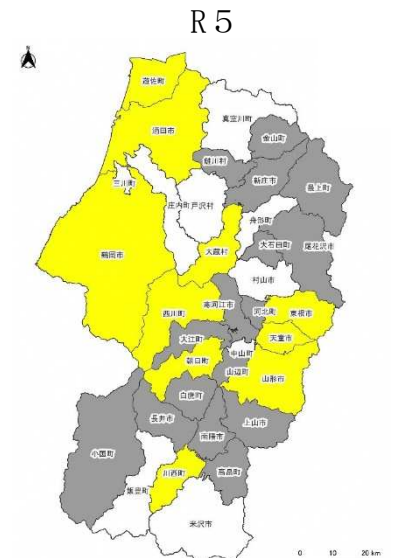 R5
遊佐町
酒田市
真室川町
金山町
鮭川村
新庄市
最上町
三川町
庄内町
戸沢村
舟形町
鶴岡市
大蔵村
大石田町
尾花沢市
村山市
西川町
寒河江市
河北町
東根市
大江町
天童市
朝日町
中山町
山辺町
山形市
白鷹町
長井市
南陽市
上山市
小国町
川西町
高畠町
飯豊町
米沢市
0 10 20 km